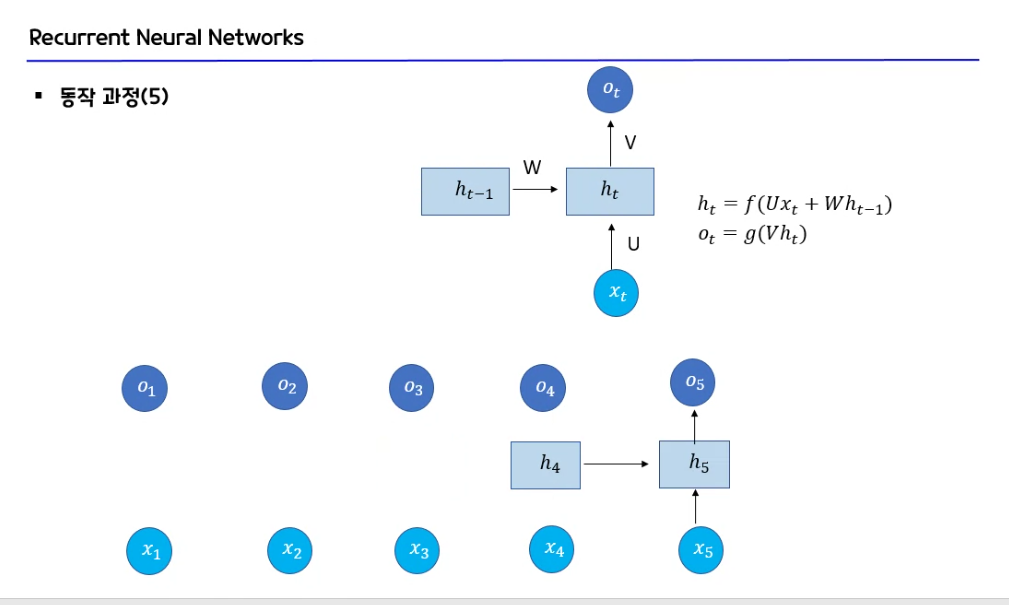 Recurrent Neural Networks
▪ 동작 과정(5)
o_t
V
W
h_{t-1}
h_t
h_t = f(Ux_t + Wh_{t-1})
o_t = g(Vh_t)
U
x_t
o_1 o_2 o_3 o_4 o_5
h_4 h_5
x_1 x_2 x_3 x_4 x_5